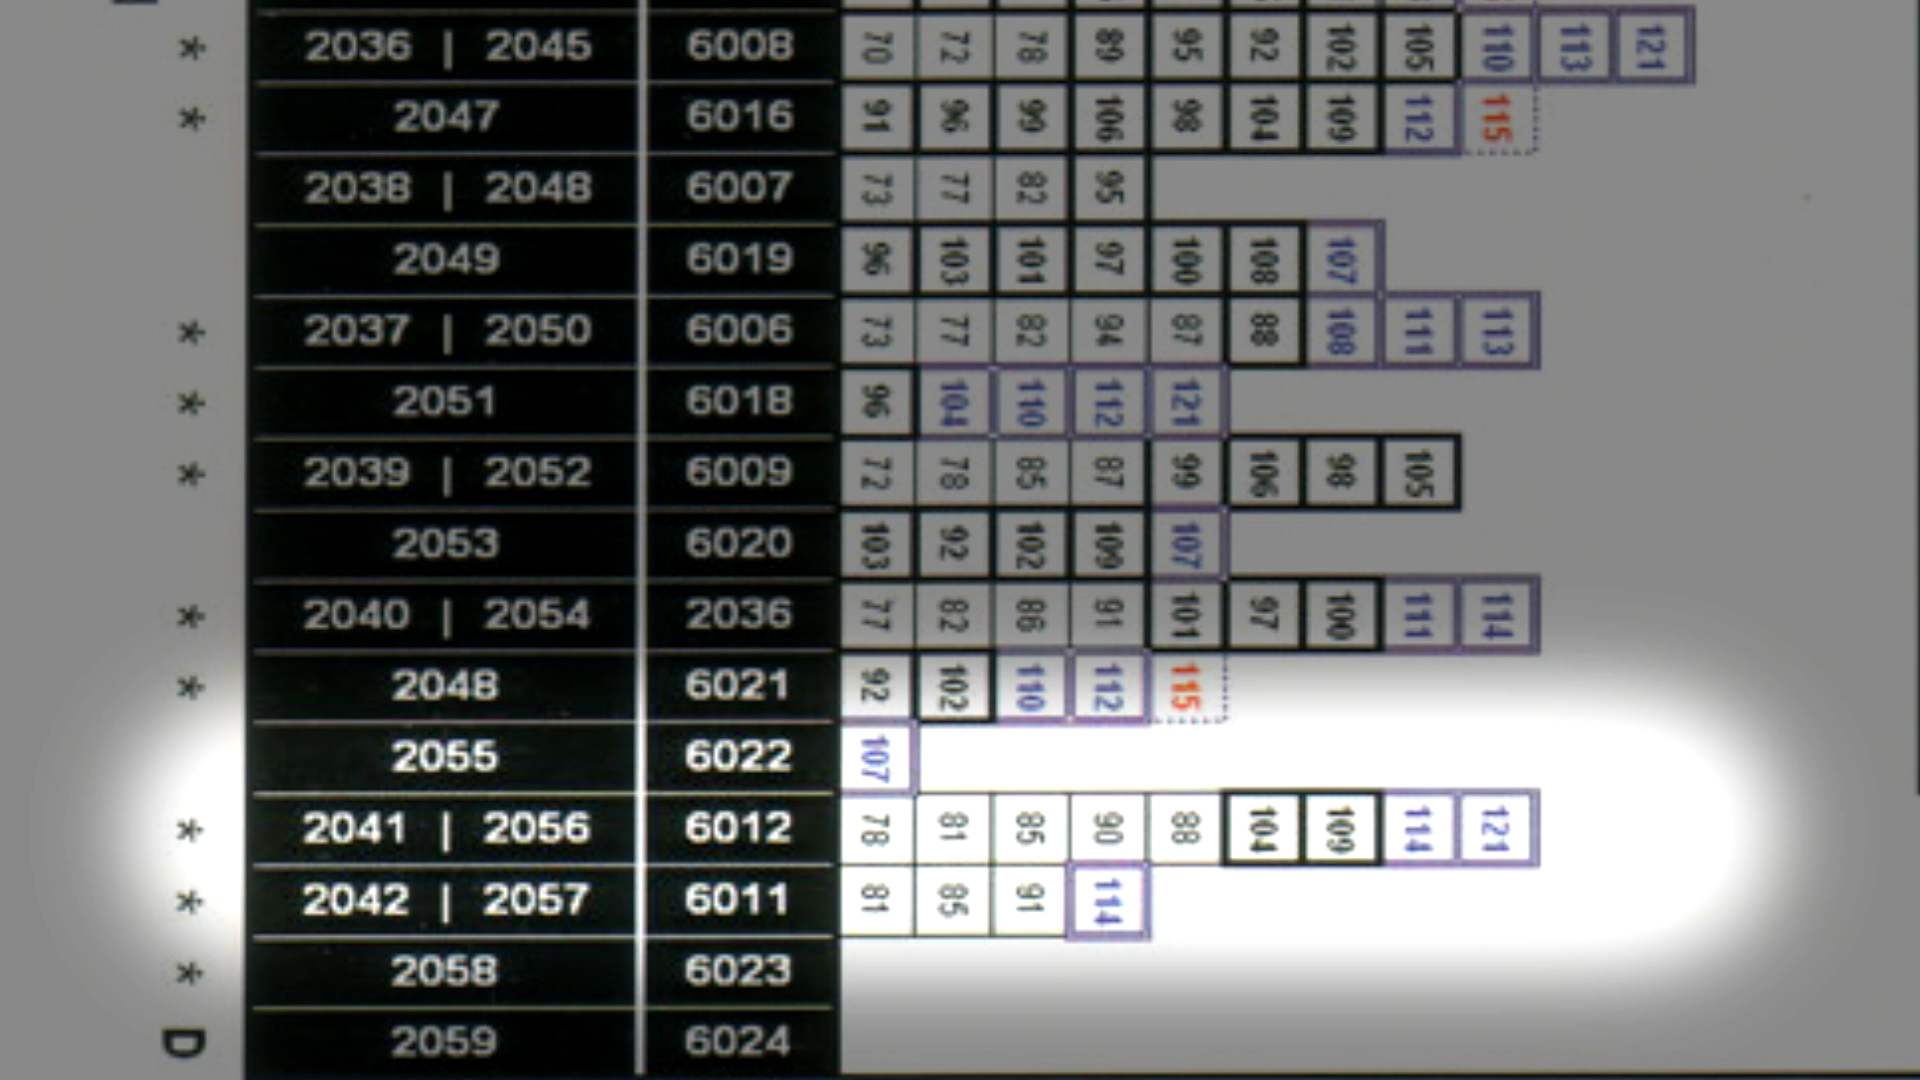 * 2036 | 2045 6008 70 72 78 89 95 92 102 105 110 113 121
* 2047 6016 91 96 99 106 98 104 109 112 115
2038 | 2048 6007 73 77 82 95
2049 6019 96 103 101 97 100 108 107
* 2037 | 2050 6006 73 77 82 94 87 88 108 111 113
* 2051 6018 96 104 110 112 121
* 2039 | 2052 6009 72 78 85 87 99 106 98 105
2053 6020 103 92 102 109 107
* 2040 | 2054 2036 77 82 86 91 101 97 100 111 114
* 2048 6021 92 102 110 112 115
2055 6022 107
* 2041 | 2056 6012 78 81 85 90 88 104 109 114 121
* 2042 | 2057 6011 81 91 114
* 2058 6023
D 2059 6024